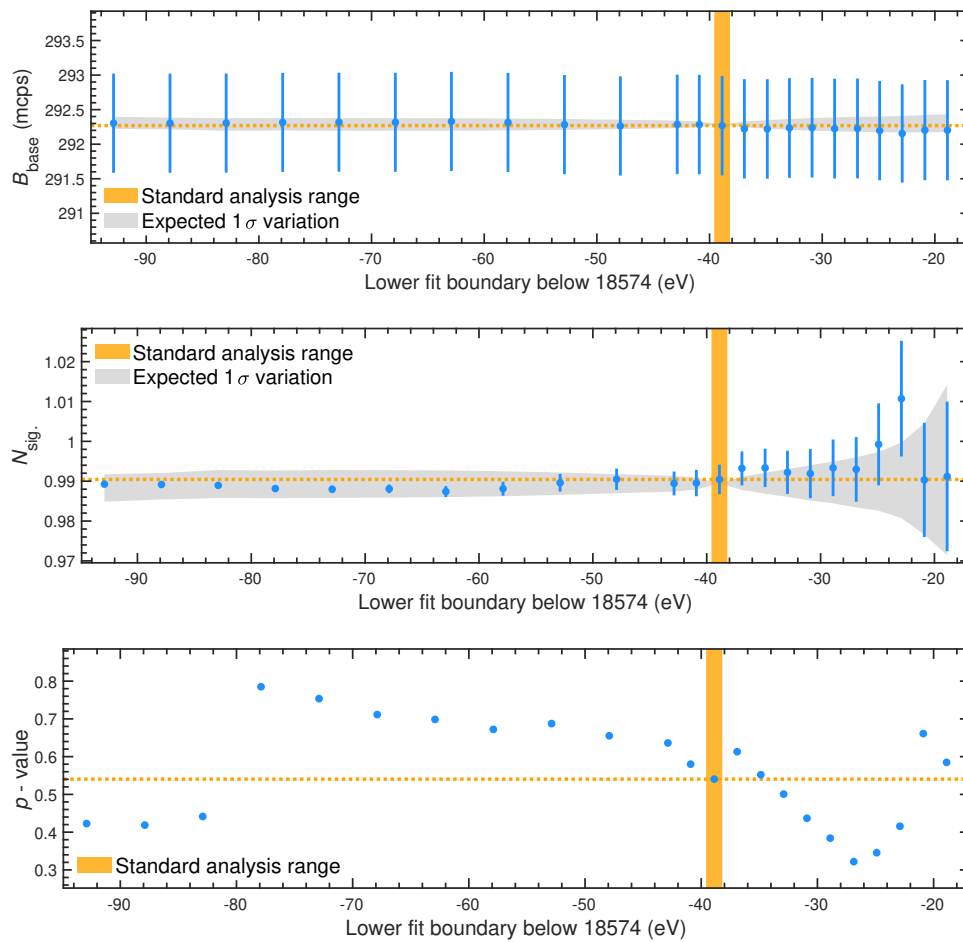 293.5
293
292.5
292
291.5
291
B_base (mcps)
Standard analysis range
Expected 1 σ variation
-90 -80 -70 -60 -50 -40 -30 -20
Lower fit boundary below 18574 (eV)
1.02
1.01
1
0.99
0.98
0.97
N_sig.
Standard analysis range
Expected 1 σ variation
-90 -80 -70 -60 -50 -40 -30 -20
Lower fit boundary below 18574 (eV)
0.8
0.7
0.6
0.5
0.4
0.3
p - value
Standard analysis range
-90 -80 -70 -60 -50 -40 -30 -20
Lower fit boundary below 18574 (eV)